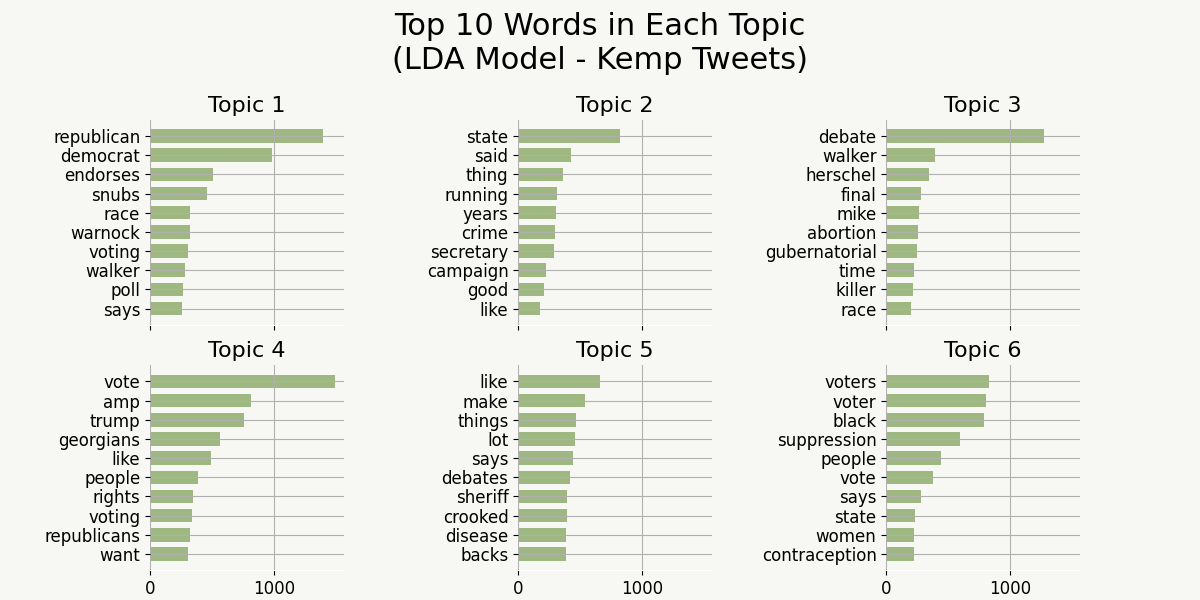 Top 10 Words in Each Topic
(LDA Model - Kemp Tweets)
Topic 1
republican
democrat
endorses
snubs
race
warnock
voting
walker
poll
says
Topic 2
state
said
thing
running
years
crime
secretary
campaign
good
like
Topic 3
debate
walker
herschel
final
mike
abortion
gubernatorial
time
killer
race
Topic 4
vote
amp
trump
georgians
like
people
rights
voting
republicans
want
0 1000
Topic 5
like
make
things
lot
says
debates
sheriff
crooked
disease
backs
0 1000
Topic 6
voters
voter
black
suppression
people
vote
says
state
women
contraception
0 1000